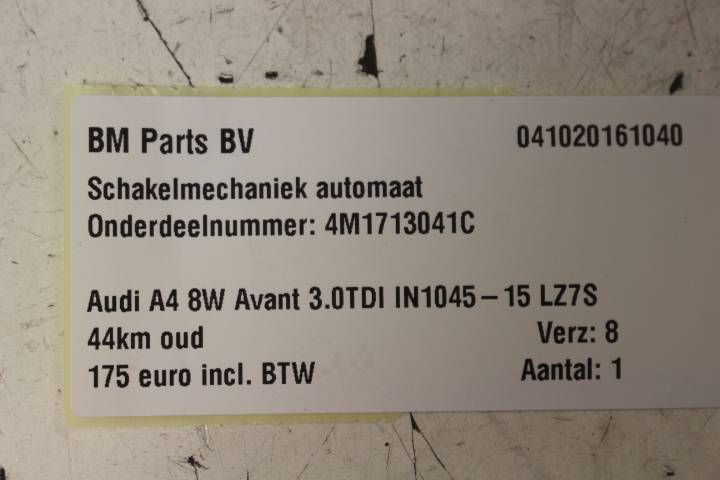 BM Parts BV 041020161040
Schakelmechaniek automaat
Onderdeelnummer: 4M1713041C
Audi A4 8W Avant 3.0TDI IN1045-15 LZ7S
44km oud Verz: 8
175 euro incl. BTW Aantal: 1